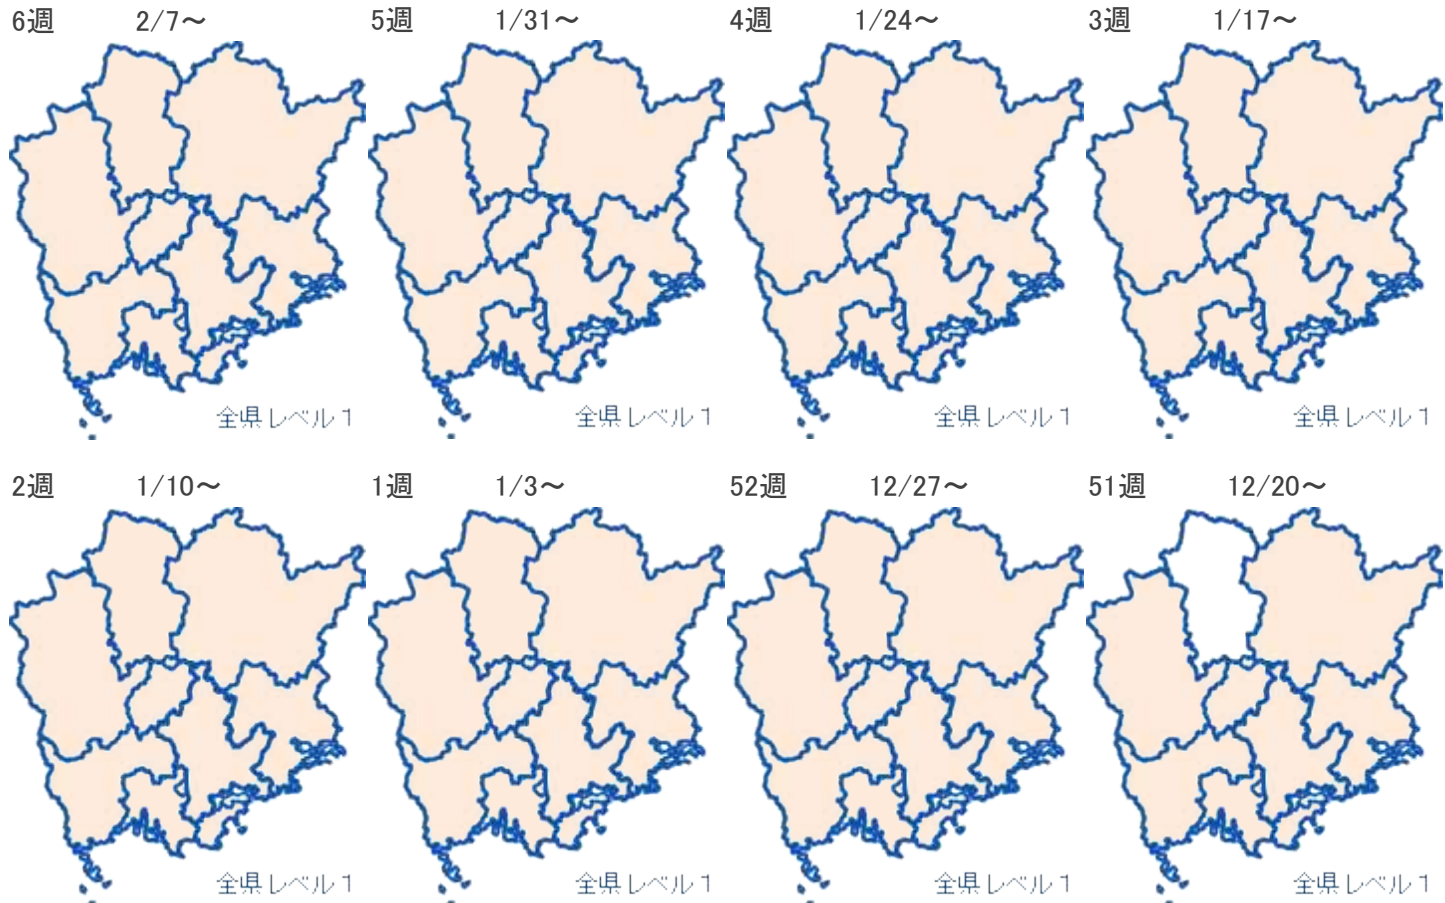 6週 2/7～
5週 1/31～
4週 1/24～
3週 1/17～
全県レベル1
全県レベル1
全県レベル1
全県レベル1
2週 1/10～
1週 1/3～
52週 12/27～
51週 12/20～
全県レベル1
全県レベル1
全県レベル1
全県レベル1